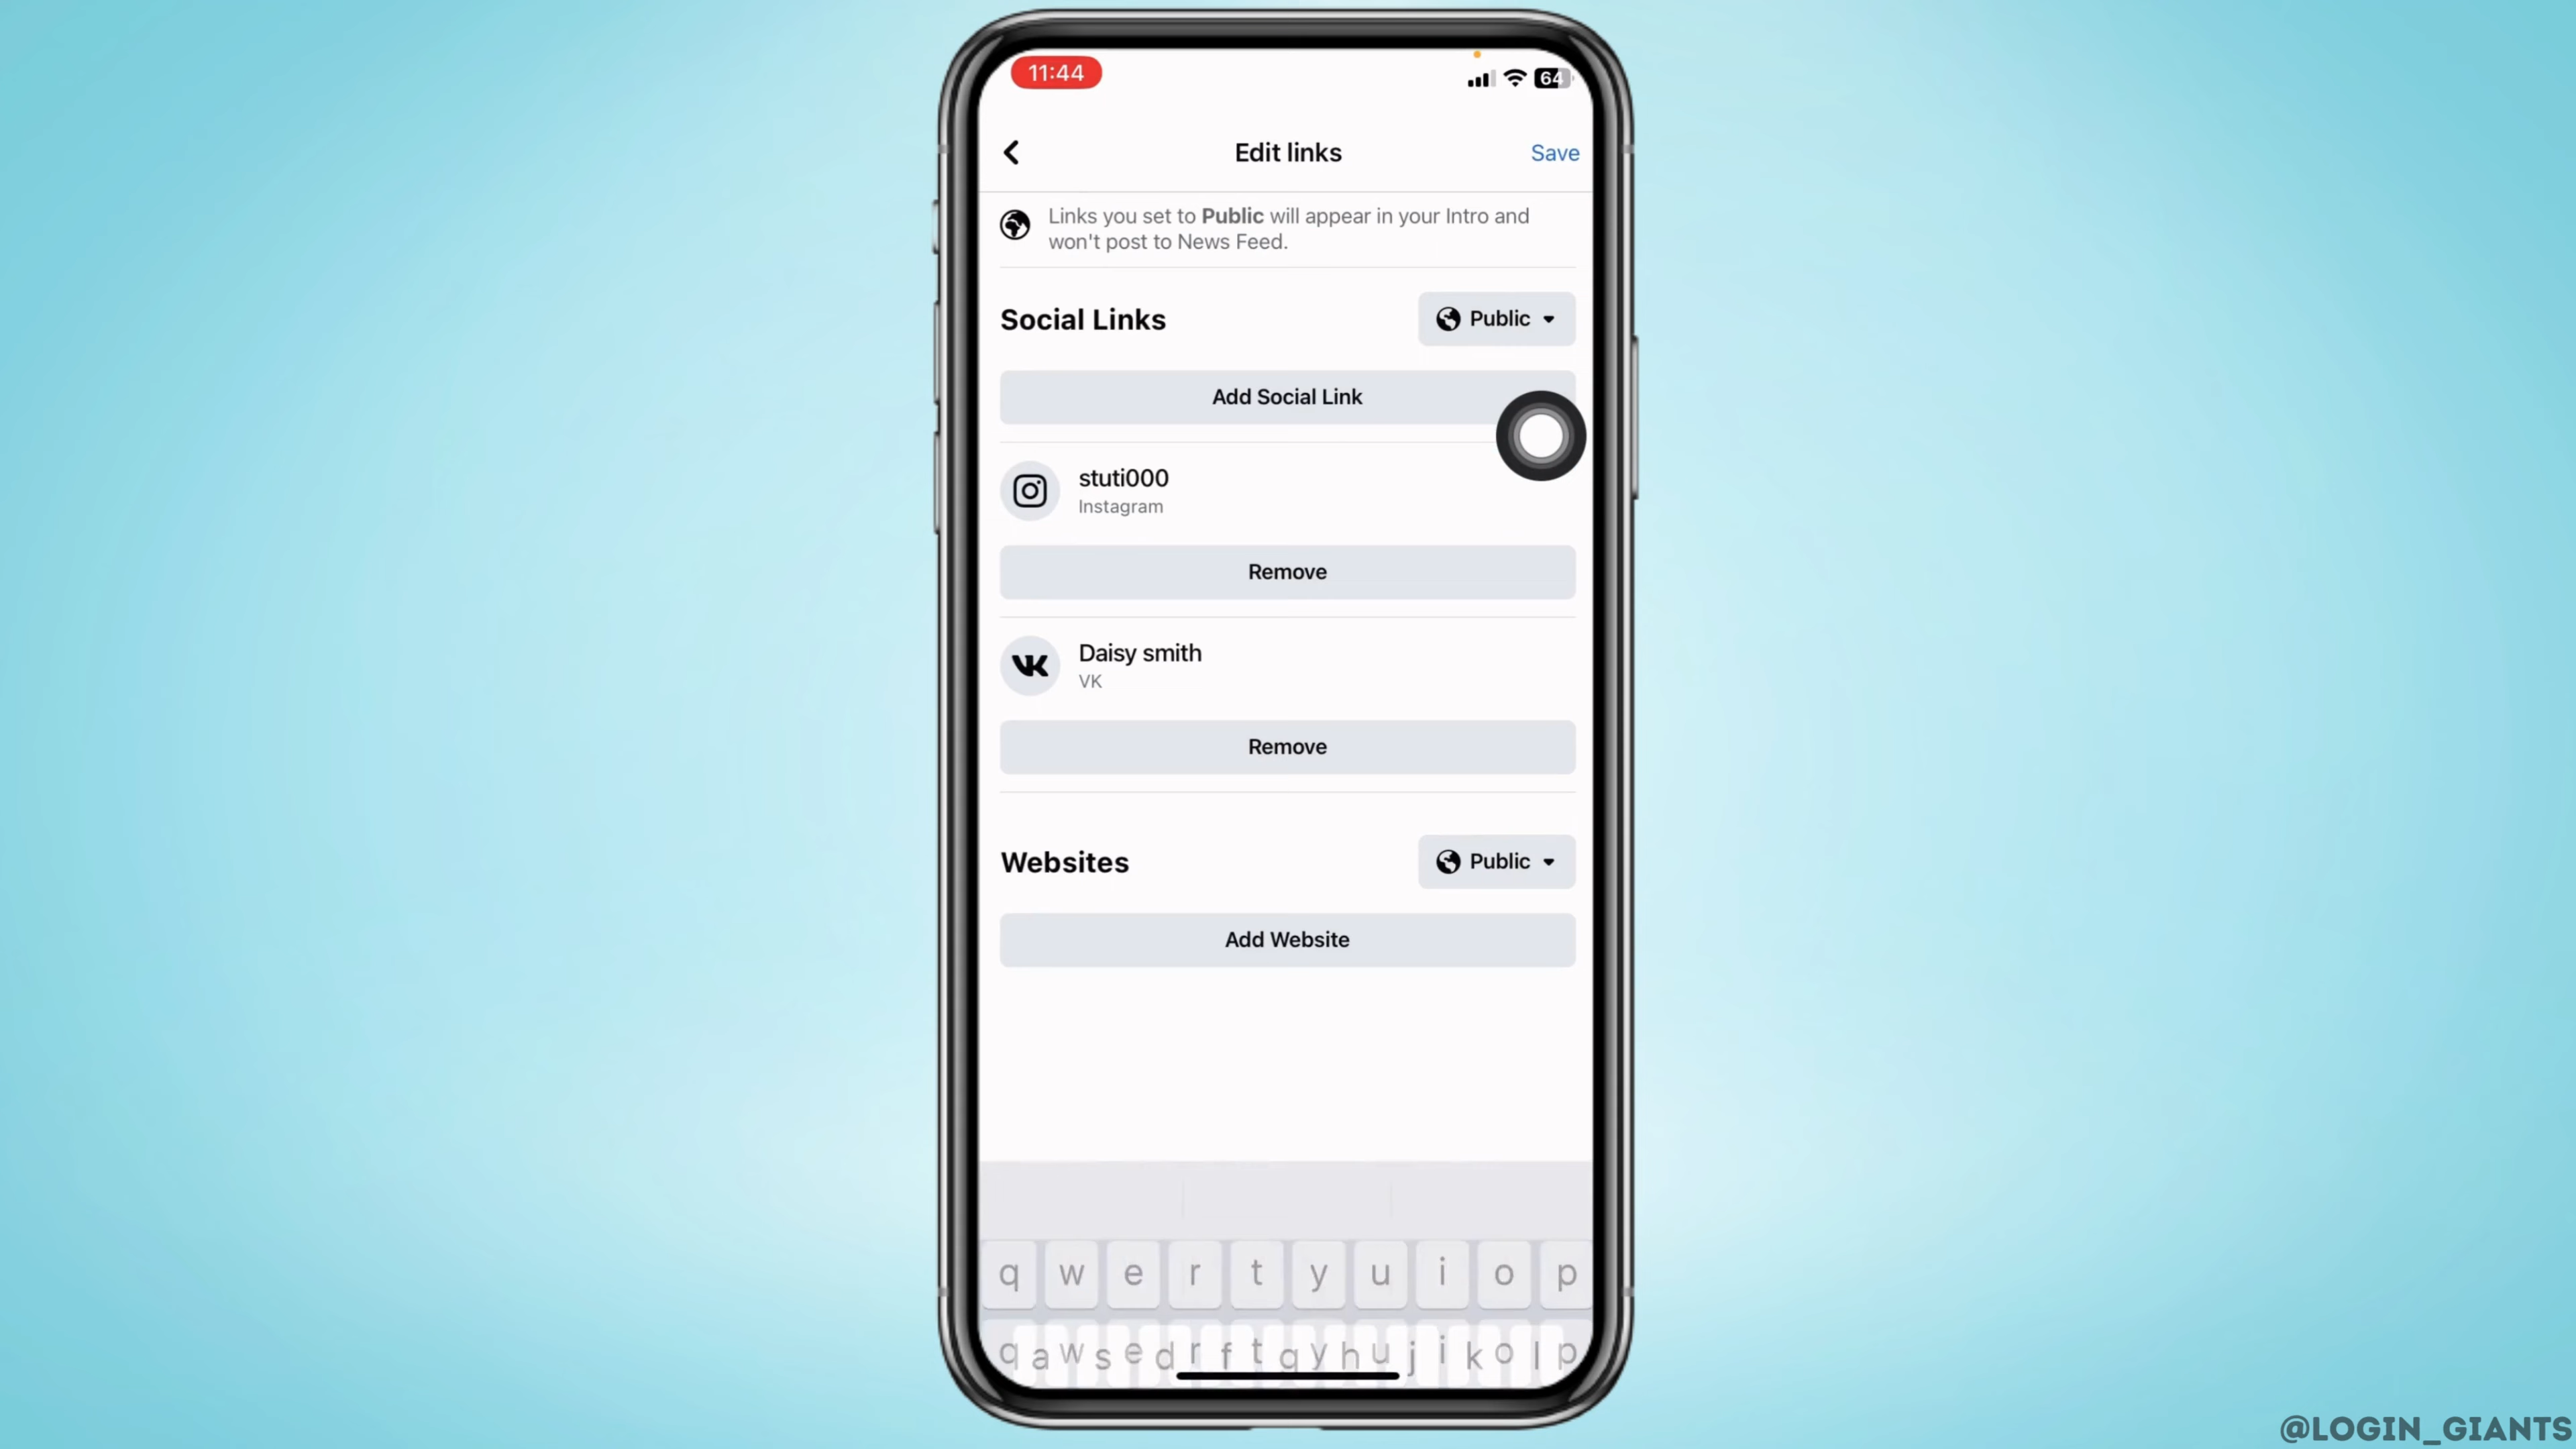 11:44
64
Edit links
Save
Links you set to Public will appear in your Intro and
won't post to News Feed.
Social Links
Public
Add Social Link
stuti000
Instagram
Remove
Daisy smith
VK
Remove
Websites
Public
Add Website
q w e r t y u i o p
@LOGIN_GIANTS